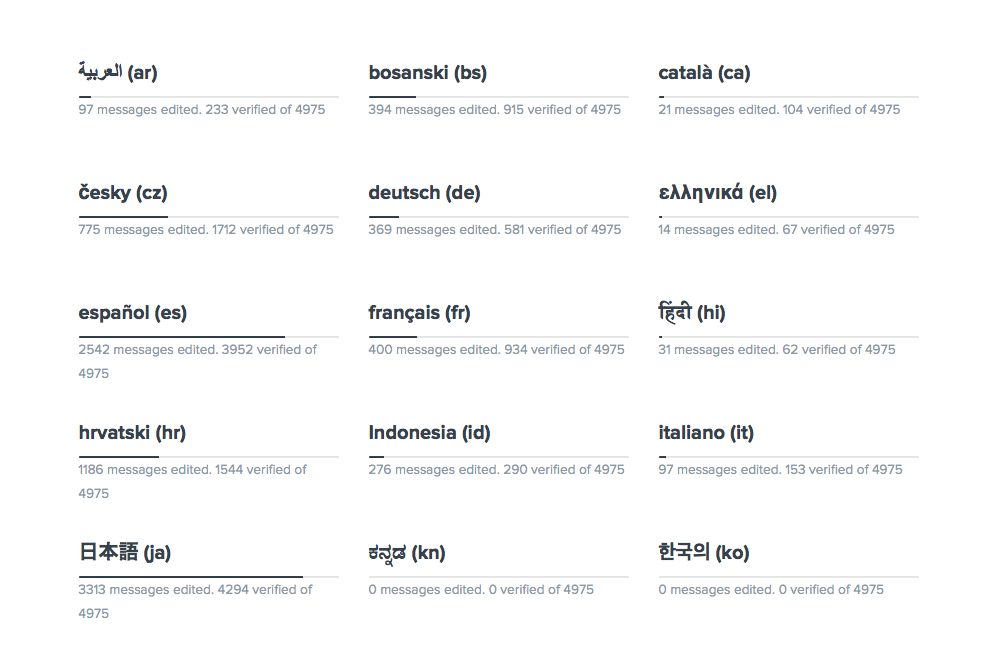 العربية (ar)
97 messages edited. 233 verified of 4975
bosanski (bs)
394 messages edited. 915 verified of 4975
català (ca)
21 messages edited. 104 verified of 4975
česky (cz)
775 messages edited. 1712 verified of 4975
deutsch (de)
369 messages edited. 581 verified of 4975
ελληνικά (el)
14 messages edited. 67 verified of 4975
español (es)
2542 messages edited. 3952 verified of
4975
français (fr)
400 messages edited. 934 verified of 4975
हिंदी (hi)
31 messages edited. 62 verified of 4975
hrvatski (hr)
1186 messages edited. 1544 verified of
4975
Indonesia (id)
276 messages edited. 290 verified of 4975
italiano (it)
97 messages edited. 153 verified of 4975
日本語 (ja)
3313 messages edited. 4294 verified of
4975
ಕನ್ನಡ (kn)
0 messages edited. 0 verified of 4975
한국의 (ko)
0 messages edited. 0 verified of 4975